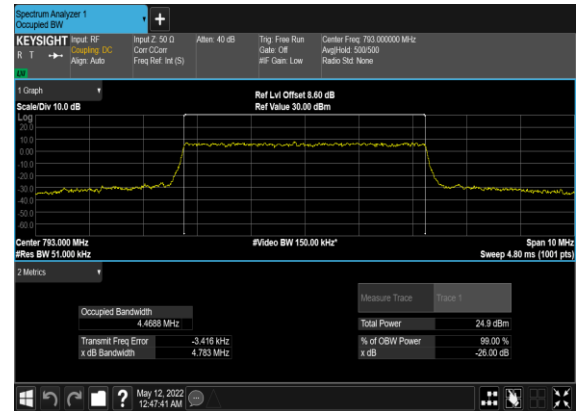 Spectrum Analyzer 1
Occupied BW
KEYSIGHT
R T
LXI
Input: RF
Coupling: DC
Align: Auto
Input Z: 50 Ω
Corr CCorr
Freq Ref: Int (S)
Atten: 40 dB
Trig: Free Run
Gate: Off
#IF Gain: Low
Center Freq: 793.000000 MHz
Avg|Hold: 500/500
Radio Std: None
1 Graph
Scale/Div 10.0 dB
Ref Lvl Offset 8.60 dB
Ref Value 30.00 dBm
Log
20.0
10.0
0.00
-10.0
-20.0
-30.0
-40.0
-50.0
-60.0
Center 793.000 MHz
#Video BW 150.00 kHz*
Span 10 MHz
#Res BW 51.000 kHz
Sweep 4.80 ms (1001 pts)
2 Metrics
Measure Trace
Trace 1
Occupied Bandwidth
4.4688 MHz
Total Power
24.9 dBm
Transmit Freq Error
-3.416 kHz
% of OBW Power
99.00 %
x dB Bandwidth
4.783 MHz
x dB
-26.00 dB
?
May 12, 2022
12:47:41 AM